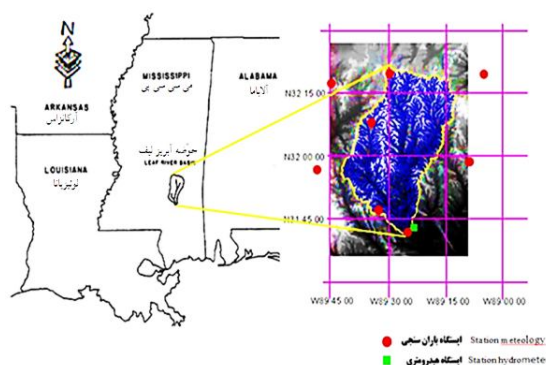 N
MISSISSIPPI
می سی سی پی
ALABAMA
آلاباما
ARKANSAS
آرکانزاس
LOUISIANA
لوئیزیانا
حوضه آبریز لیف
LEAF RIVER BASIN
N32 15 00
N32 00 00
N31 45 00
W89 45 00
W89 30 00
W89 15 00
W89 00 00
ایستگاه باران سنجی Station meteology
ایستگاه هیدرومتری Station hydromete